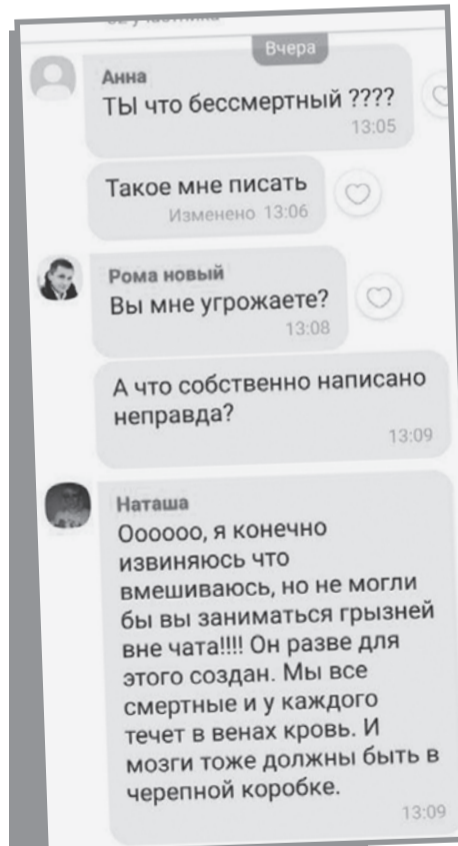 Вчера
Анна
ТЫ что бессмертный ????
13:05
Такое мне писать
Изменено 13:06
Рома новый
Вы мне угрожаете?
13:08
А что собственно написано
неправда?
13:09
Наташа
Оооооо, я конечно
извиняюсь что
вмешиваюсь, но не могли
бы вы заниматься грызней
вне чата!!!! Он разве для
этого создан. Мы все
смертные и у каждого
течет в венах кровь. И
мозги тоже должны быть в
черепной коробке.
13:09